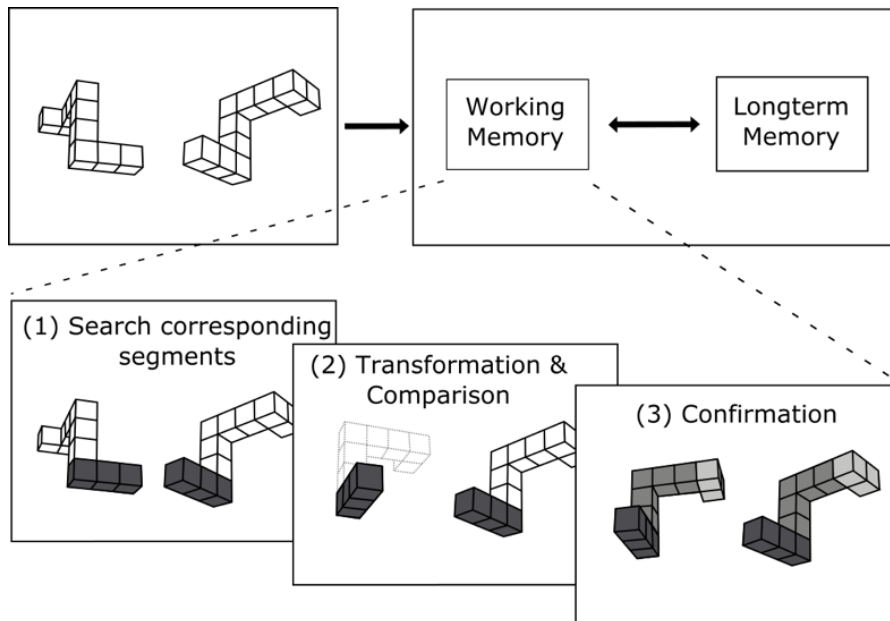 Working
Memory
Longterm
Memory
(1) Search corresponding
segments
(2) Transformation &
Comparison
(3) Confirmation